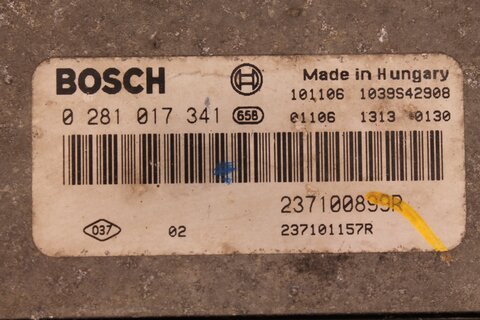 BOSCH
Made in Hungary
101106 1039S42908
0 281 017 341 658
01106 1313 0130
237100899R
037 02 237101157R